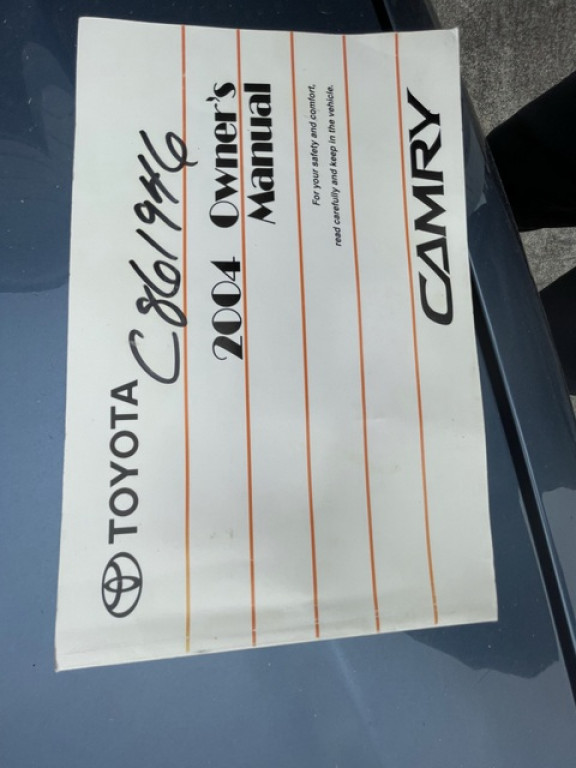 TOYOTA
C861946
2004 Owner's
Manual
For your safety and comfort,
read carefully and keep in the vehicle.
CAMRY